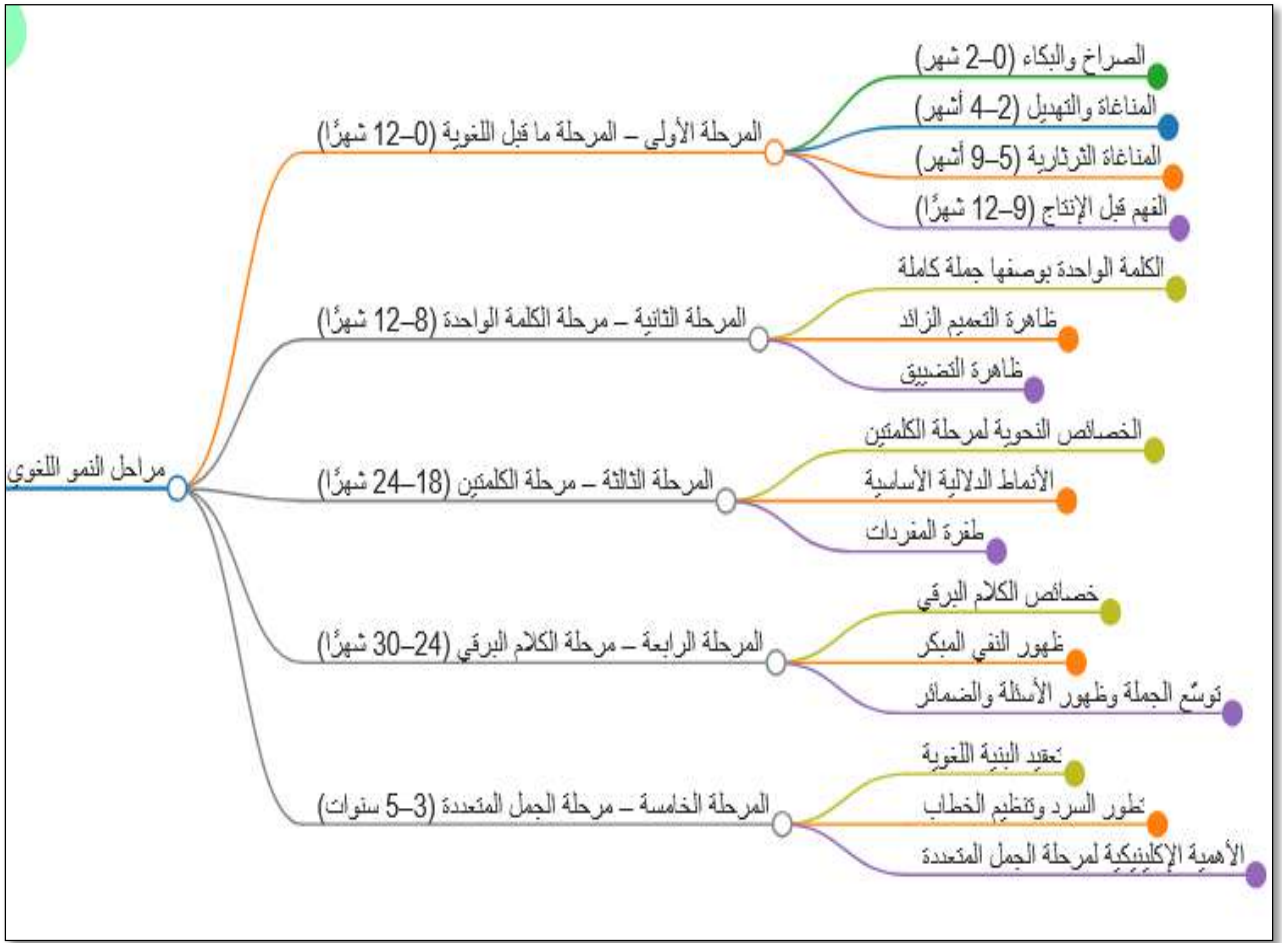 مراحل النمو اللغوي
المرحلة الأولى – المرحلة ما قبل اللغوية (0–12 شهرًا)
الصراخ والبكاء (0–2 شهر)
المناغاة والتهديل (2–4 أشهر)
المناغاة الثرثارية (5–9 أشهر)
الفهم قبل الإنتاج (9–12 شهرًا)
المرحلة الثانية – مرحلة الكلمة الواحدة (8–12 شهرًا)
الكلمة الواحدة بوصفها جملة كاملة
ظاهرة التعميم الزائد
ظاهرة التضييق
المرحلة الثالثة – مرحلة الكلمتين (18–24 شهرًا)
الخصائص النحوية لمرحلة الكلمتين
الأنماط الدلالية الأساسية
طفرة المفردات
المرحلة الرابعة – مرحلة الكلام البرقي (24–30 شهرًا)
خصائص الكلام البرقي
ظهور النفي المبكر
توسّع الجملة وظهور الأسئلة والضمائر
المرحلة الخامسة – مرحلة الجمل المتعددة (3–5 سنوات)
تعقيد البنية اللغوية
تطور السرد وتنظيم الخطاب
الأهمية الإكلينيكية لمرحلة الجمل المتعددة